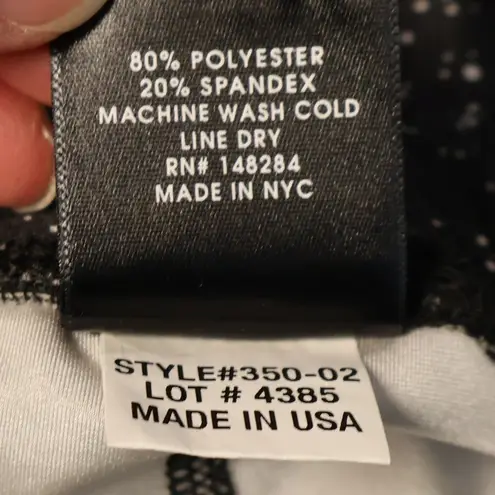 80% POLYESTER
20% SPANDEX
MACHINE WASH COLD
LINE DRY
RN# 148284
MADE IN NYC
STYLE#350-02
LOT # 4385
MADE IN USA